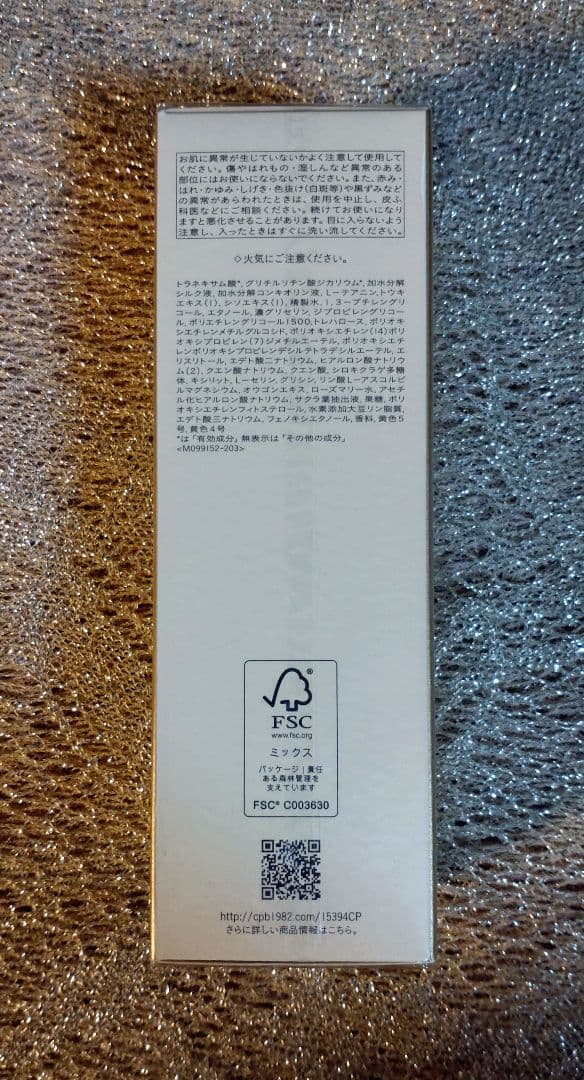 お肌に異常が生じていないかよく注意して使用して
ください。傷やはれもの・湿しんなど異常のある
部位にはお使いにならないでください。また、赤み・
はれ・かゆみ・しげき・色抜け(白斑等)や黒ずみなど
の異常があらわれたときは、使用を中止し、皮ふ
科医などにご相談ください。続けてお使いになり
ますと悪化させることがあります。目に入らないよう
注意し、入ったときはすぐに洗い流してください。
◇火気にご注意ください。
トラネキサム酸*,グリチルリチン酸ジカリウム*,加水分解
シルク液,加水分解コンキオリン液,L-テアニン,トウキ
エキス(1),シソエキス(1),精製水,1,3-ブチレングリ
コール,エタノール,濃グリセリン,ジプロピレングリコー
ル,ポリエチレングリコール1500,トレハロース,ポリオキシ
エチレンメチルグルコシド,ポリオキシエチレン(14)ポリ
オキシプロピレン(7)ジメチルエーテル,ポリオキシエチ
レンポリオキシプロピレンデシルテトラデシルエーテル,エ
リスリトール,エデト酸二ナトリウム,ヒアルロン酸ナトリウ
ム(2),クエン酸ナトリウム,クエン酸,シロキクラゲ多糖
体,キシリット,L-セリン,グリシン,リン酸L-アスコルビ
ルマグネシウム,オウゴンエキス,ローズマリー水,アセチ
ル化ヒアルロン酸ナトリウム,サクラ葉抽出液,果糖,ポリ
オキシエチレンフィトステロール,水素添加大豆リン脂質,
エデト酸三ナトリウム,フェノキシエタノール,香料,黄色5
号,黄色4号
*は「有効成分」無表示は「その他の成分」
<M099152-203>
®
FSC
www.fsc.org
ミックス
パッケージ|責任
ある森林管理を
支えています
FSC® C003630
http://cpb1982.com/15394CP
さらに詳しい商品情報はこちら。